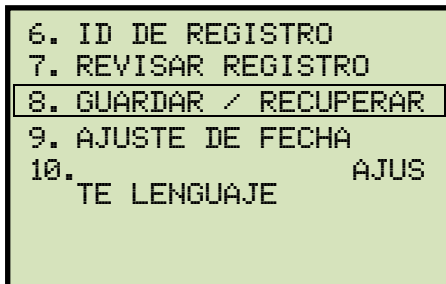 6. ID DE REGISTRO
7. REVISAR REGISTRO
8. GUARDAR / RECUPERAR
9. AJUSTE DE FECHA
10. AJUS
TE LENGUAJE